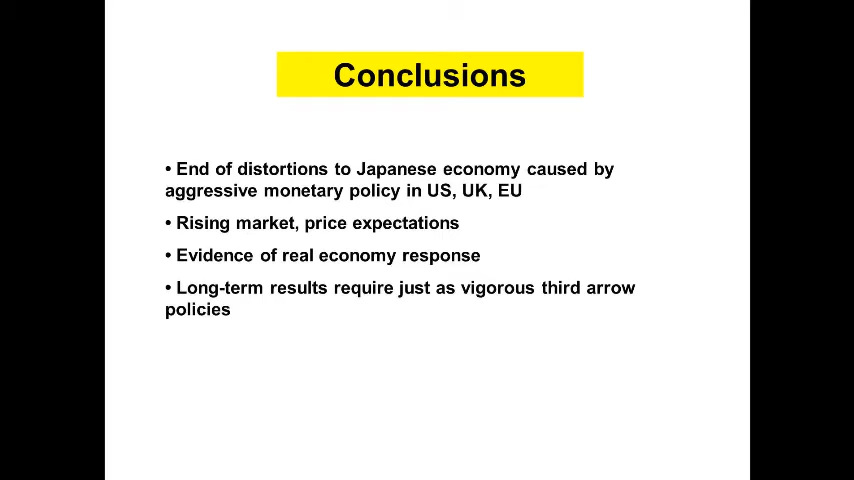 Conclusions
• End of distortions to Japanese economy caused by
aggressive monetary policy in US, UK, EU
• Rising market, price expectations
• Evidence of real economy response
• Long-term results require just as vigorous third arrow
policies